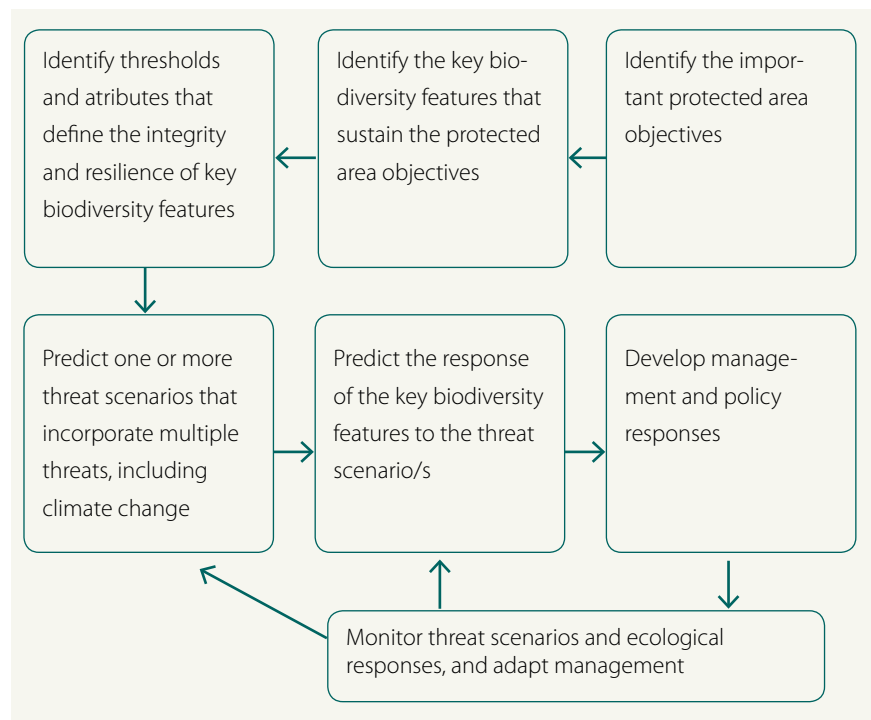 Identify thresholds
and atributes that
define the integrity
and resilience of key
biodiversity features
Identify the key bio-
diversity features that
sustain the protected
area objectives
Identify the impor-
tant protected area
objectives
Predict one or more
threat scenarios that
incorporate multiple
threats, including
climate change
Predict the response
of the key biodiversity
features to the threat
scenario/s
Develop manage-
ment and policy
responses
Monitor threat scenarios and ecological
responses, and adapt management